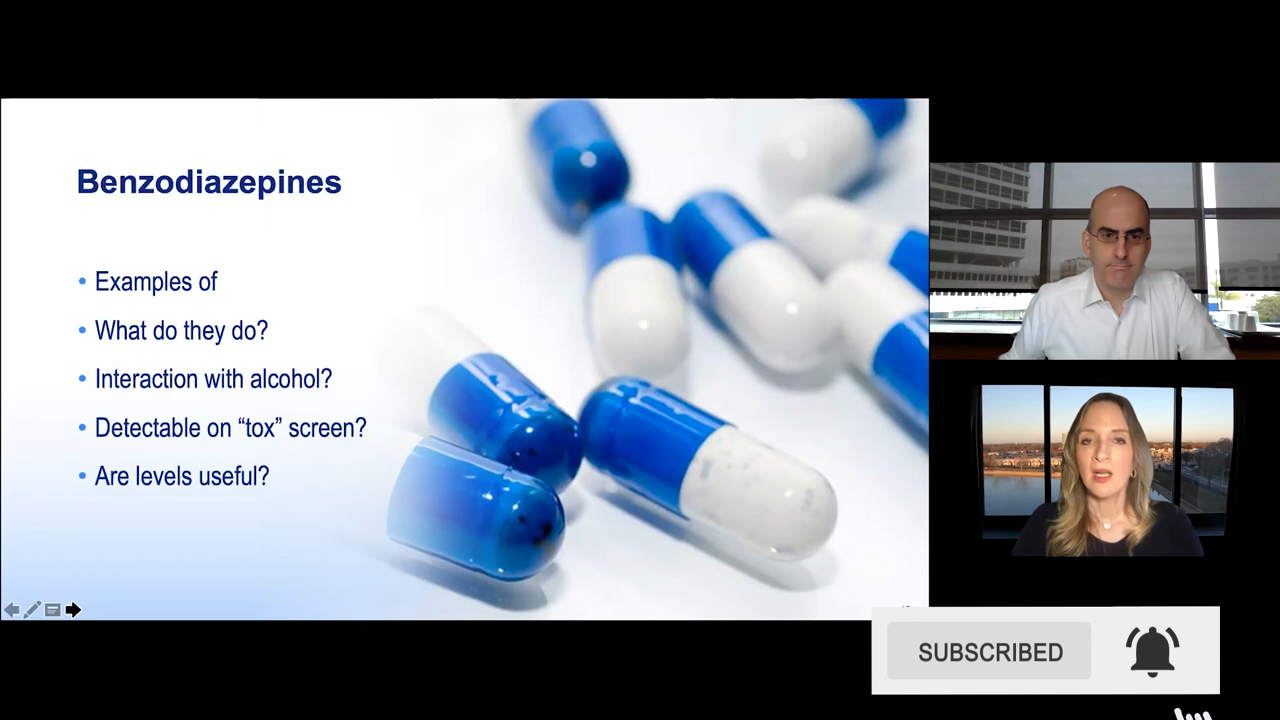 Benzodiazepines
• Examples of
• What do they do?
• Interaction with alcohol?
• Detectable on “tox” screen?
• Are levels useful?
SUBSCRIBED